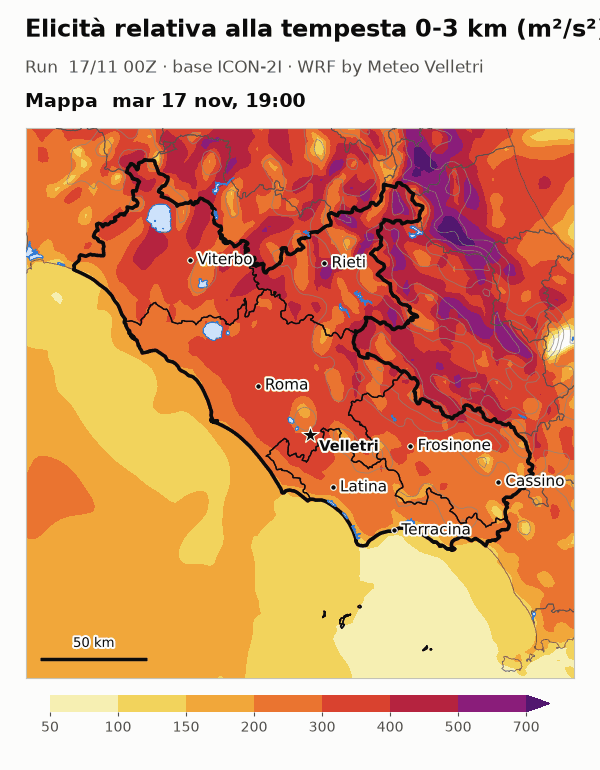 Elicità relativa alla tempesta 0-3 km (m²/s²)
Run 17/11 00Z · base ICON-2I · WRF by Meteo Velletri
Mappa mar 17 nov, 19:00
Viterbo
Rieti
Roma
Velletri
Frosinone
Latina
Cassino
Terracina
50 km
50 100 150 200 300 400 500 700